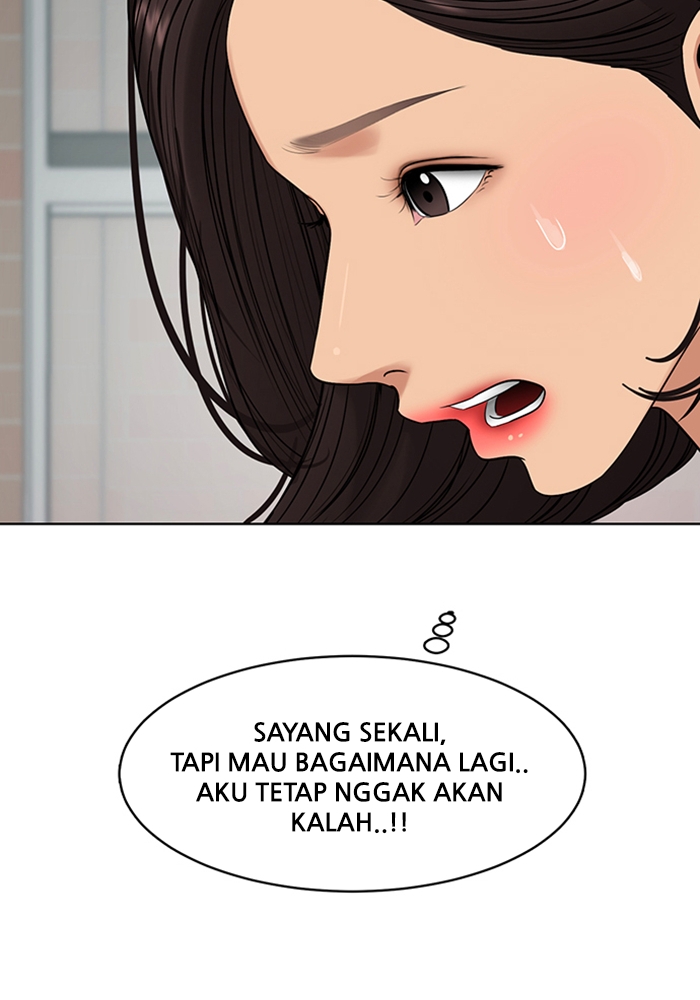 SAYANG SEKALI,
TAPI MAU BAGAIMANA LAGI..
AKU TETAP NGGAK AKAN
KALAH..!!